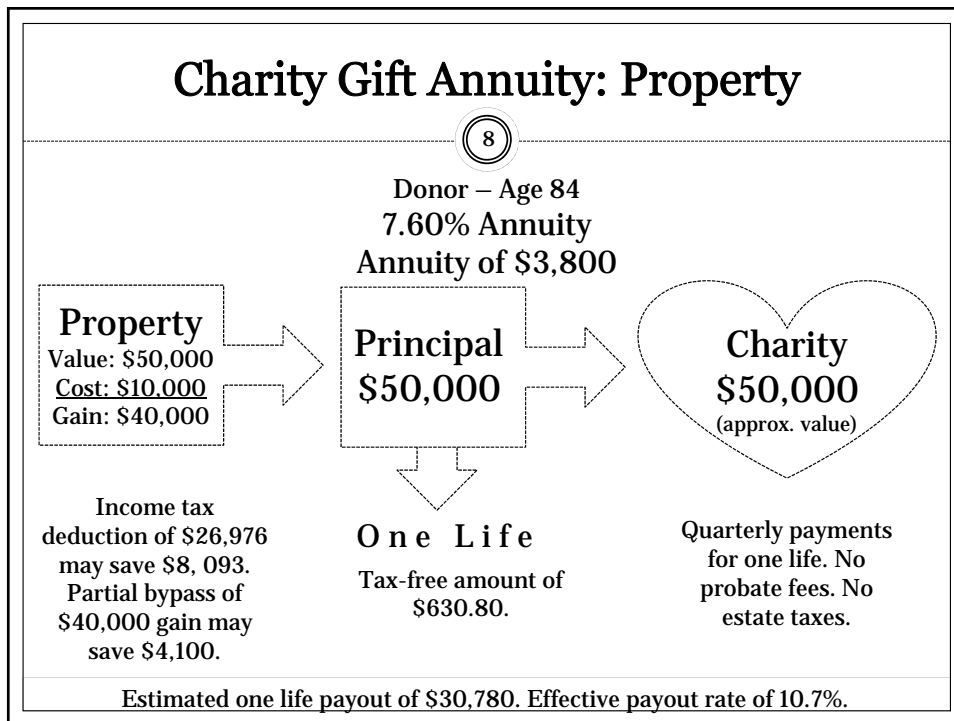 Charity Gift Annuity: Property
8
Donor – Age 84
7.60% Annuity
Annuity of $3,800
Property
Value: $50,000
Cost: $10,000
Gain: $40,000
Principal
$50,000
Charity
$50,000
(approx. value)
Income tax
deduction of $26,976
may save $8, 093.
Partial bypass of
$40,000 gain may
save $4,100.
One Life
Tax-free amount of
$630.80.
Quarterly payments
for one life. No
probate fees. No
estate taxes.
Estimated one life payout of $30,780. Effective payout rate of 10.7%.